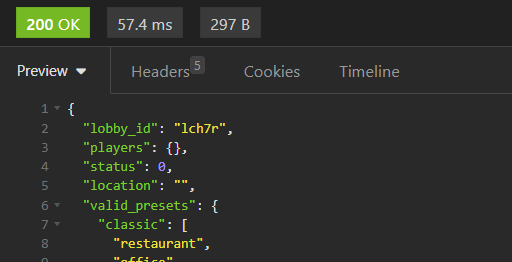 200 OK 57.4 ms 297 B
Preview Headers 5 Cookies Timeline
1 {
2 "lobby_id": "lch7r",
3 "players": {},
4 "status": 0,
5 "location": "",
6 "valid_presets": {
7 "classic": [
8 "restaurant",
9 "office"